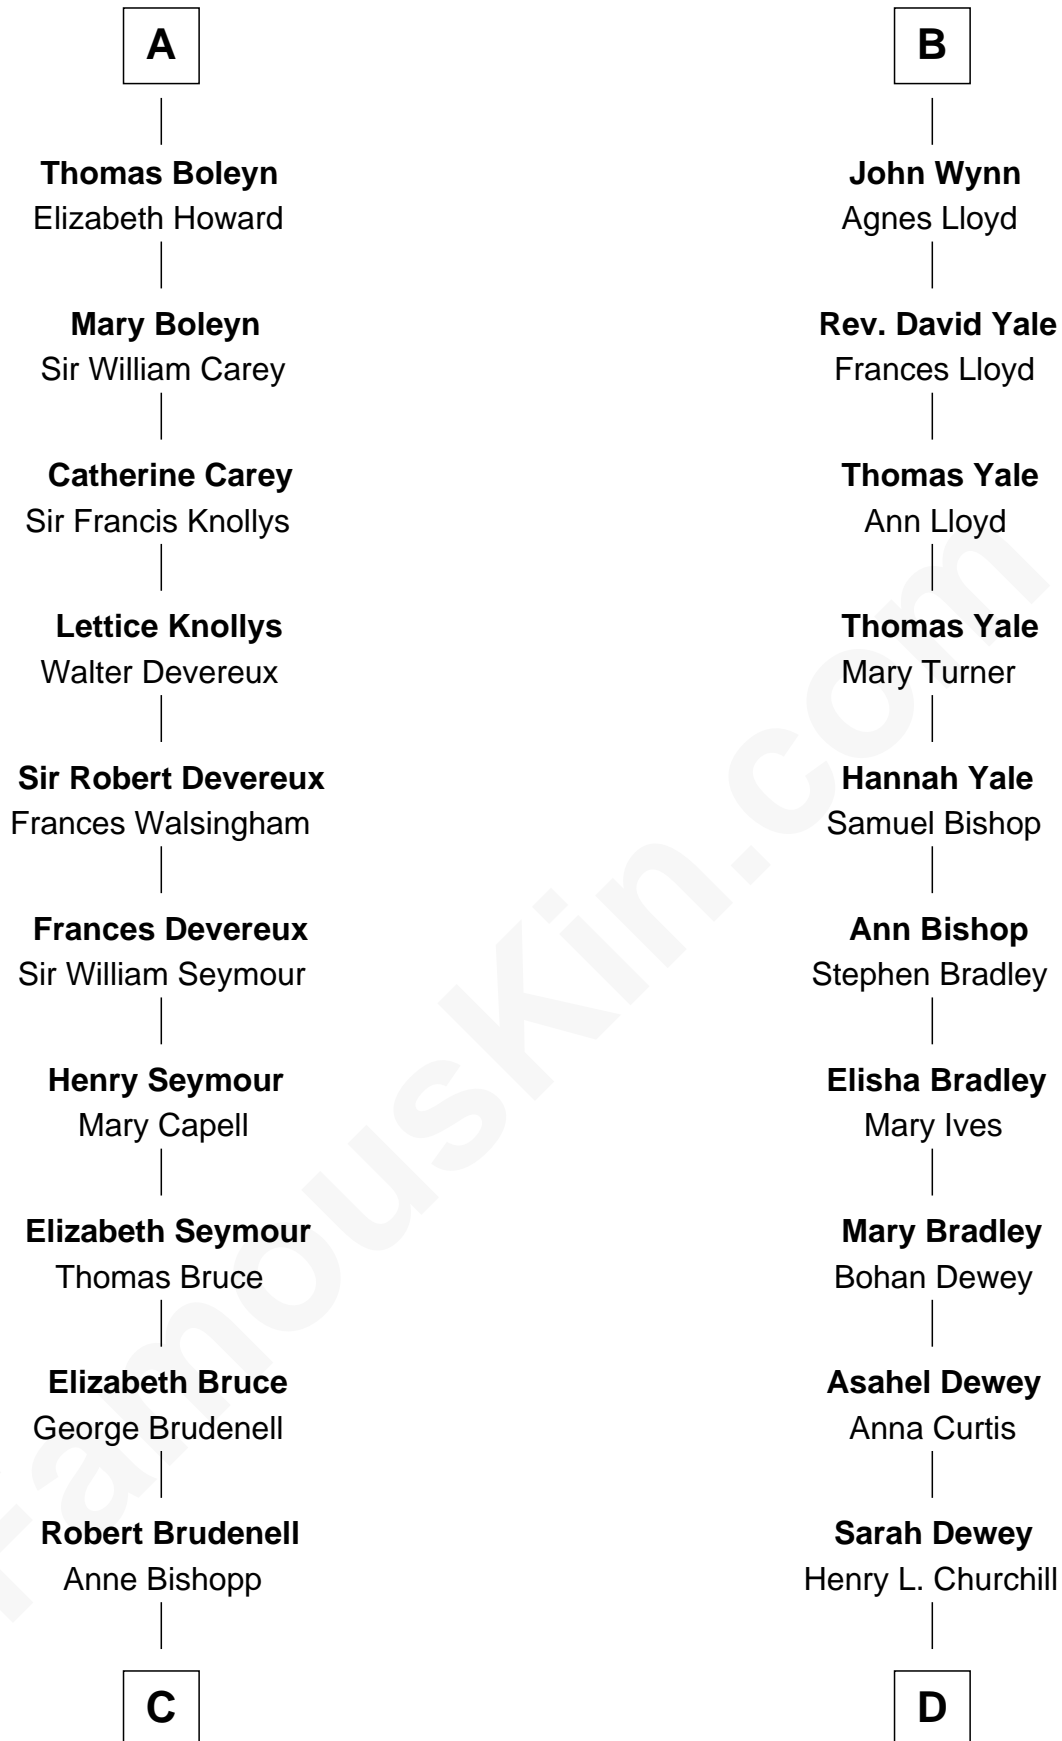 A
Thomas Boleyn
Elizabeth Howard
Mary Boleyn
Sir William Carey
Catherine Carey
Sir Francis Knollys
Lettice Knollys
Walter Devereux
Sir Robert Devereux
Frances Walsingham
Frances Devereux
Sir William Seymour
Henry Seymour
Mary Capell
Elizabeth Seymour
Thomas Bruce
Elizabeth Bruce
George Brudenell
Robert Brudenell
Anne Bishopp
C
B
John Wynn
Agnes Lloyd
Rev. David Yale
Frances Lloyd
Thomas Yale
Ann Lloyd
Thomas Yale
Mary Turner
Hannah Yale
Samuel Bishop
Ann Bishop
Stephen Bradley
Elisha Bradley
Mary Ives
Mary Bradley
Bohan Dewey
Asahel Dewey
Anna Curtis
Sarah Dewey
Henry L. Churchill
D
FamousKin.com